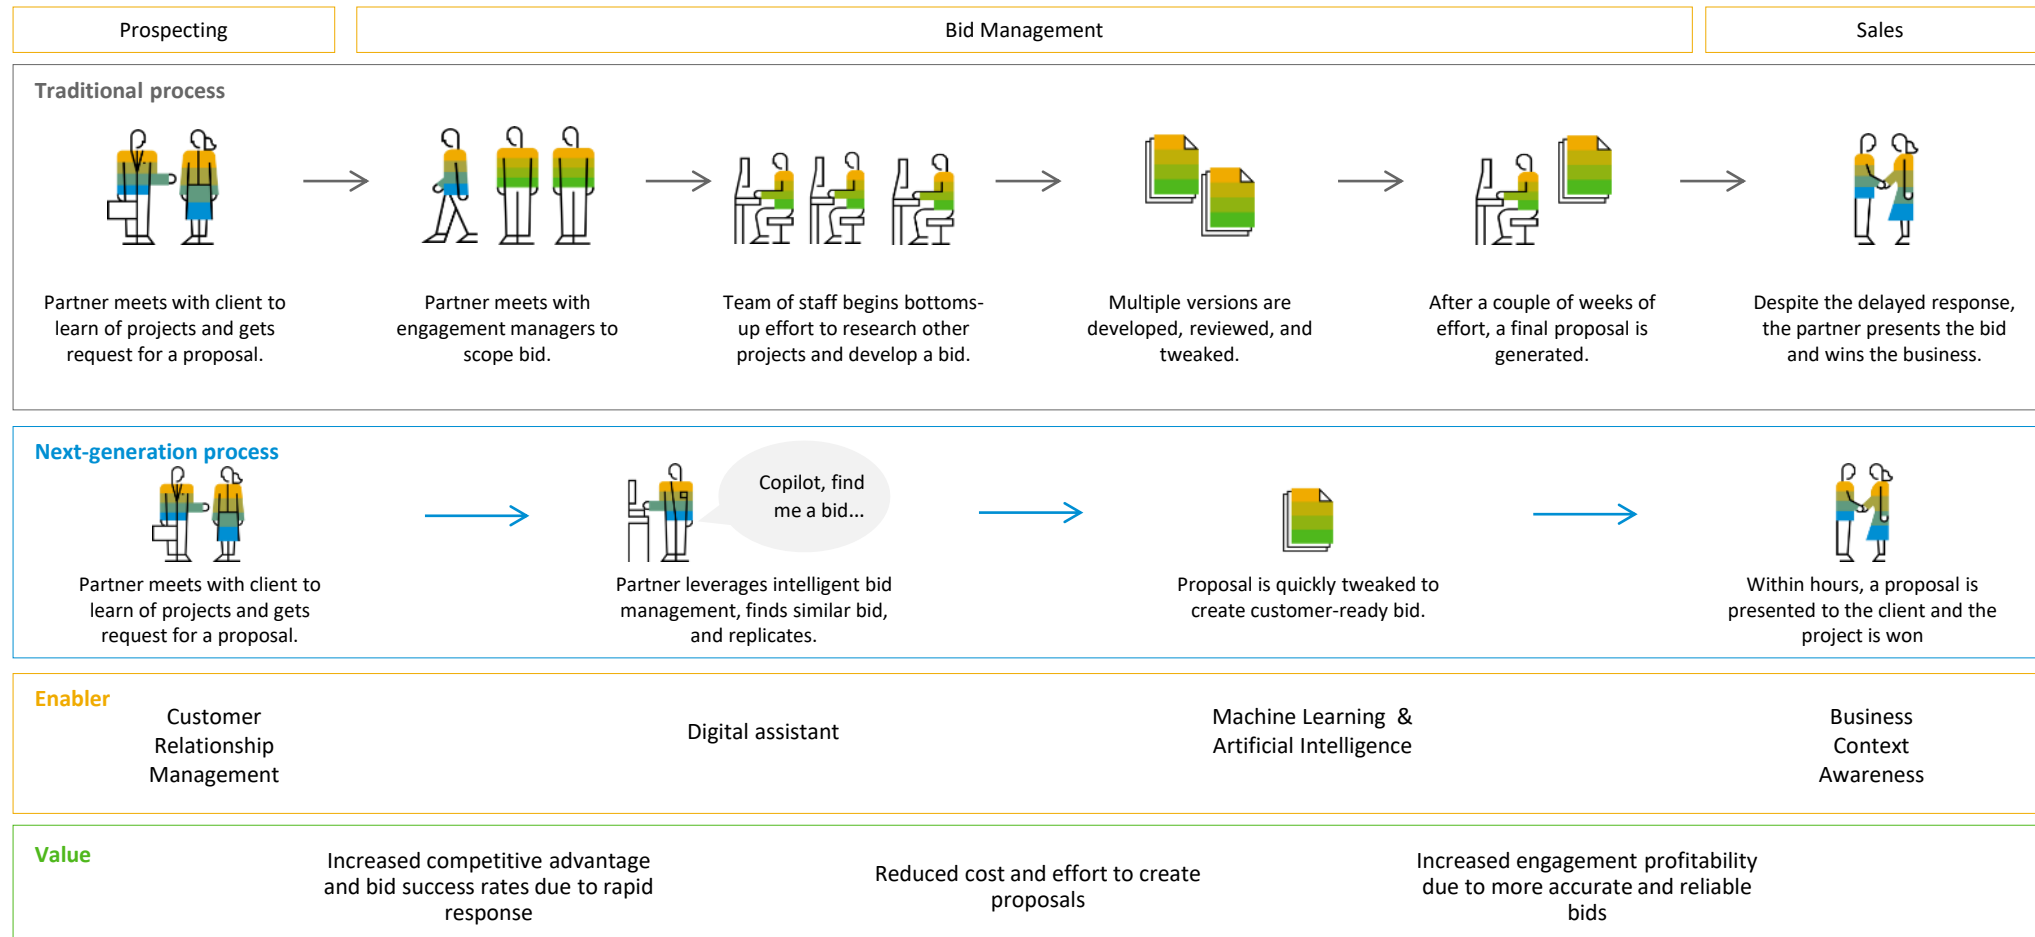 Prospecting
Bid Management
Sales
Traditional process
Partner meets with client to
learn of projects and gets
request for a proposal.
Partner meets with
engagement managers to
scope bid.
Team of staff begins bottoms-
up effort to research other
projects and develop a bid.
Multiple versions are
developed, reviewed, and
tweaked.
After a couple of weeks of
effort, a final proposal is
generated.
Despite the delayed response,
the partner presents the bid
and wins the business.
Next-generation process
Copilot, find
me a bid...
Partner meets with client to
learn of projects and gets
request for a proposal.
Partner leverages intelligent bid
management, finds similar bid,
and replicates.
Proposal is quickly tweaked to
create customer-ready bid.
Within hours, a proposal is
presented to the client and the
project is won
Enabler
Customer
Relationship
Management
Digital assistant
Machine Learning &
Artificial Intelligence
Business
Context
Awareness
Value
Increased competitive advantage
and bid success rates due to rapid
response
Reduced cost and effort to create
proposals
Increased engagement profitability
due to more accurate and reliable
bids